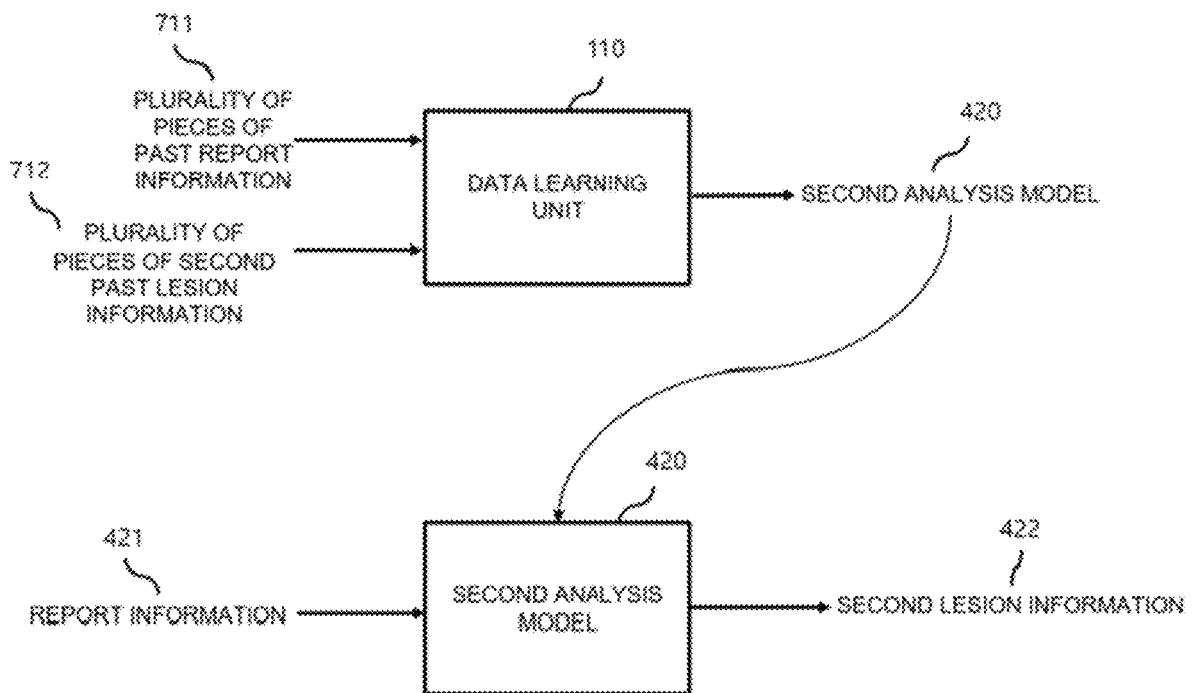 711
PLURALITY OF
PIECES OF
PAST REPORT
INFORMATION
712
PLURALITY OF
PIECES OF SECOND
PAST LESION
INFORMATION
110
DATA LEARNING
UNIT
420
SECOND ANALYSIS MODEL
420
421
REPORT INFORMATION
SECOND ANALYSIS
MODEL
422
SECOND LESION INFORMATION